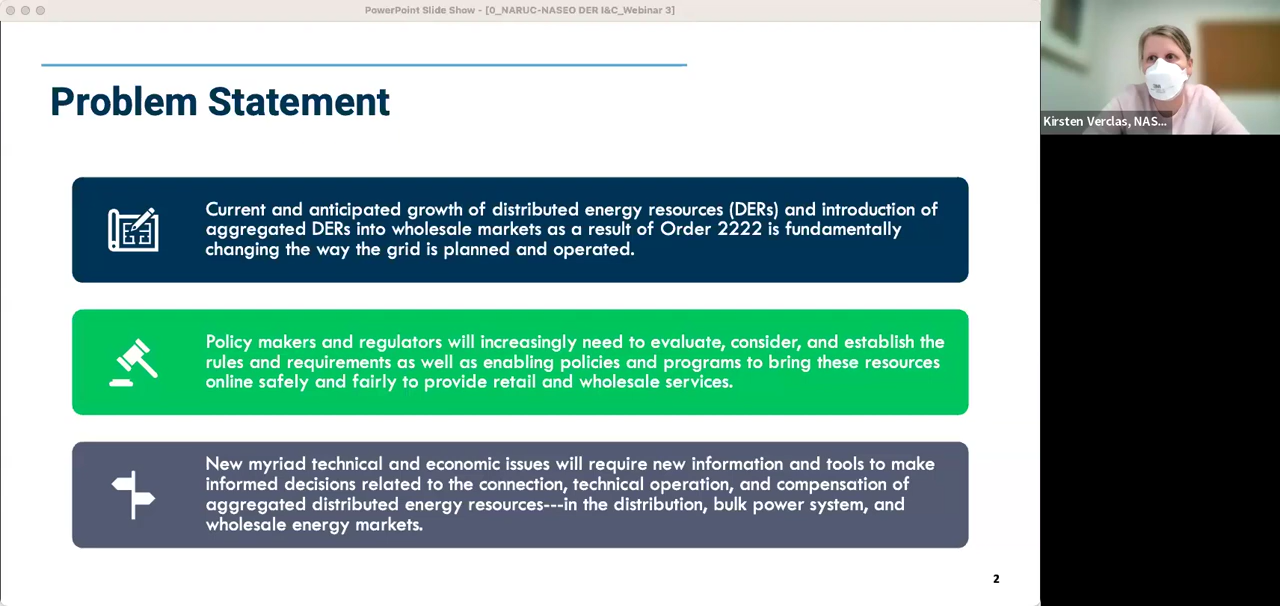 PowerPoint Slide Show - [0_NARUC-NASEO DER I&C_Webinar 3]
Problem Statement
Current and anticipated growth of distributed energy resources (DERs) and introduction of
aggregated DERs into wholesale markets as a result of Order 2222 is fundamentally
changing the way the grid is planned and operated.
Policy makers and regulators will increasingly need to evaluate, consider, and establish the
rules and requirements as well as enabling policies and programs to bring these resources
online safely and fairly to provide retail and wholesale services.
New myriad technical and economic issues will require new information and tools to make
informed decisions related to the connection, technical operation, and compensation of
aggregated distributed energy resources---in the distribution, bulk power system, and
wholesale energy markets.
2
Kirsten Verclas, NAS...